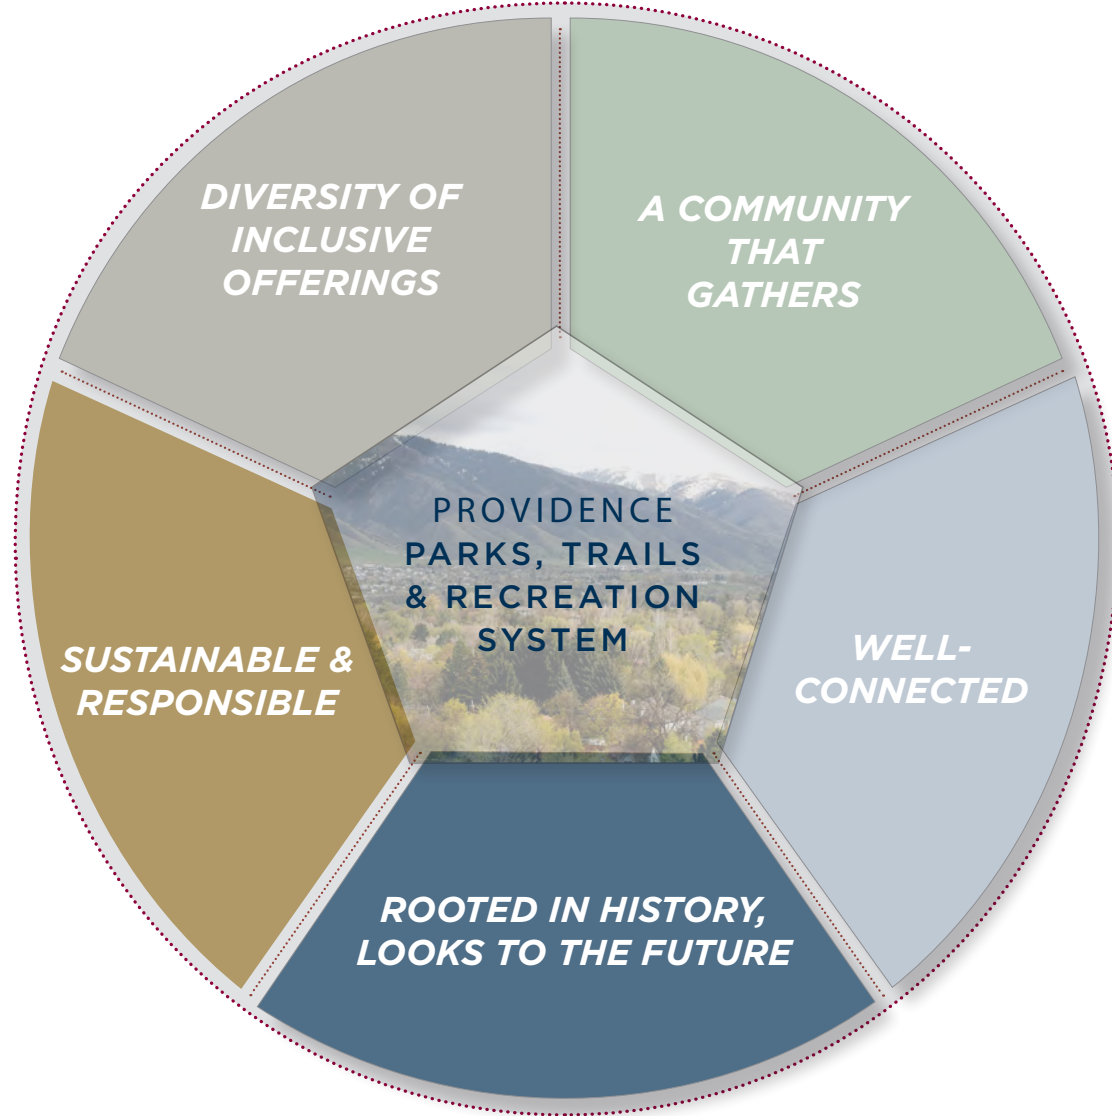 DIVERSITY OF
INCLUSIVE
OFFERINGS
A COMMUNITY
THAT
GATHERS
PROVIDENCE
PARKS, TRAILS
& RECREATION
SYSTEM
SUSTAINABLE &
RESPONSIBLE
WELL-
CONNECTED
ROOTED IN HISTORY,
LOOKS TO THE FUTURE